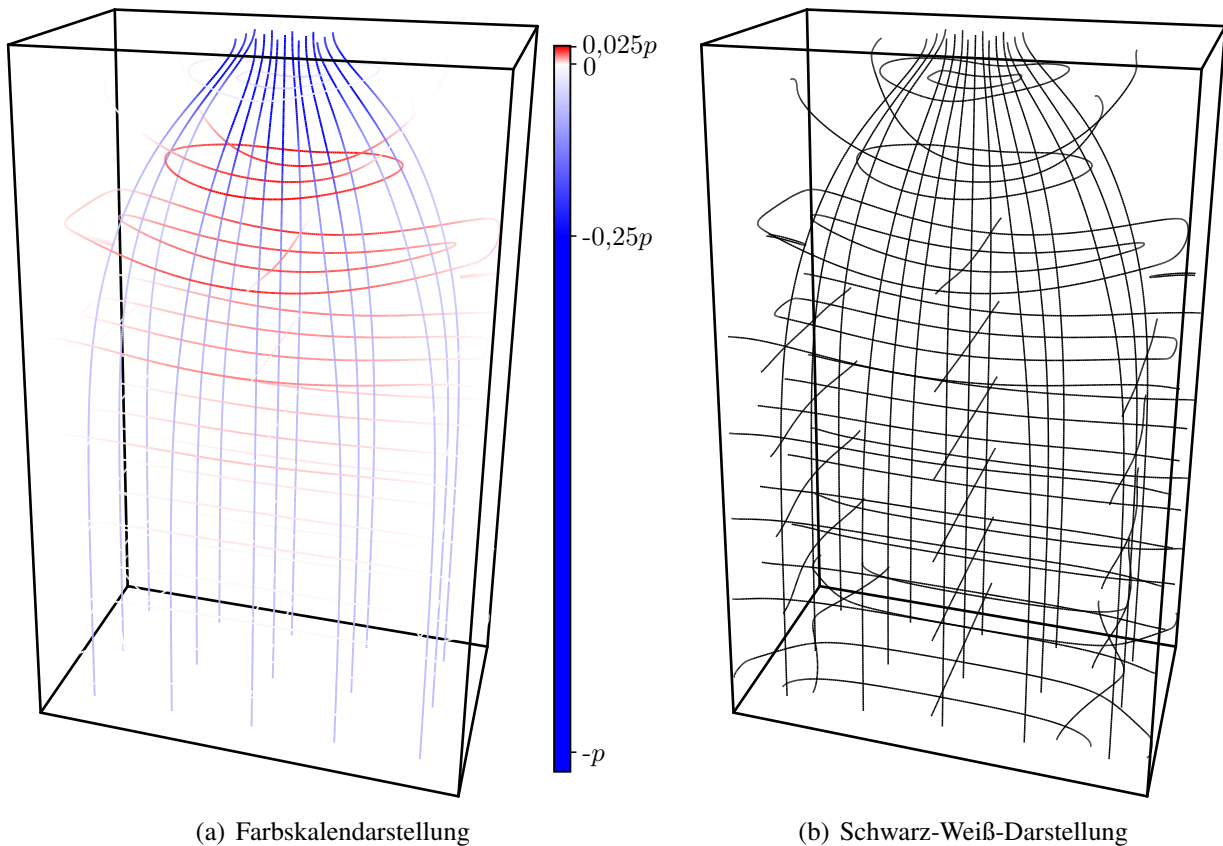 0,025p
0
-0,25p
-p
(a) Farbskalendarstellung
(b) Schwarz-Weiß-Darstellung